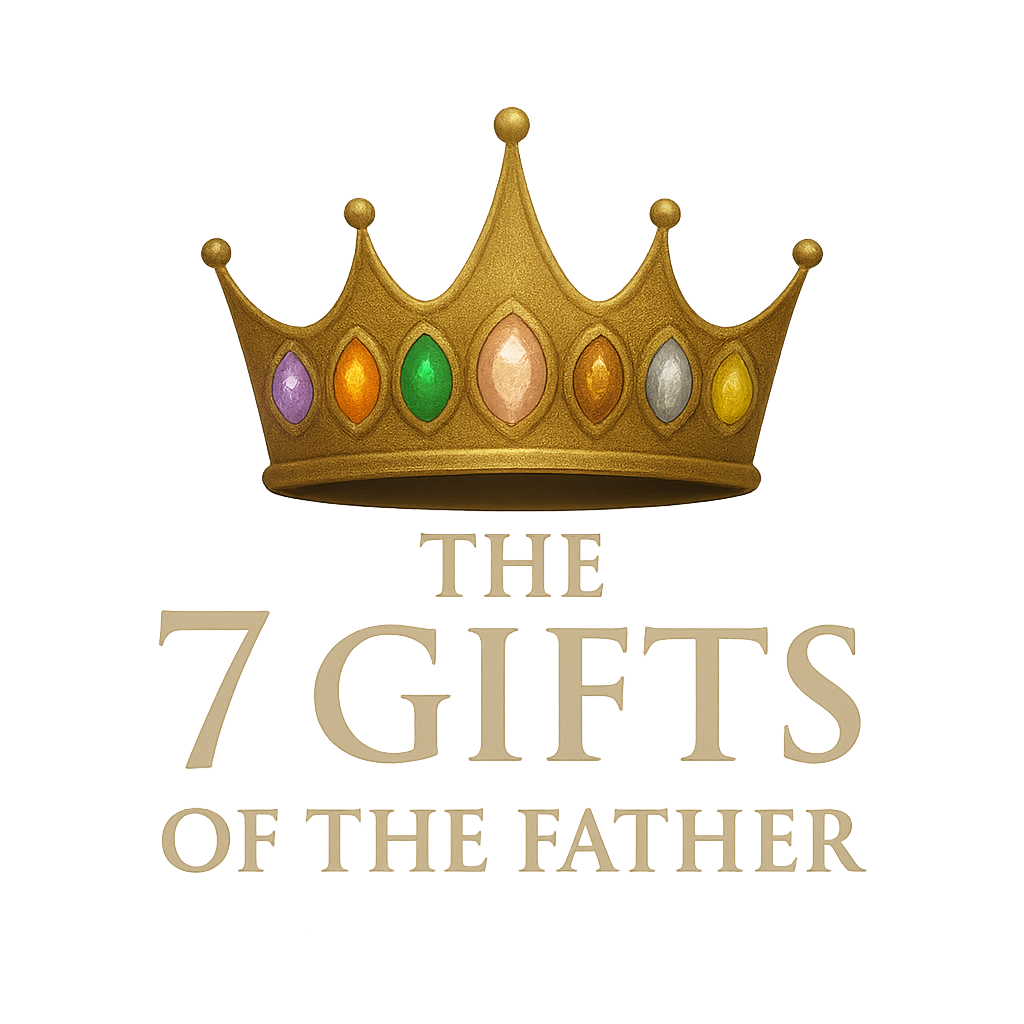 THE
7 GIFTS
OF THE FATHER